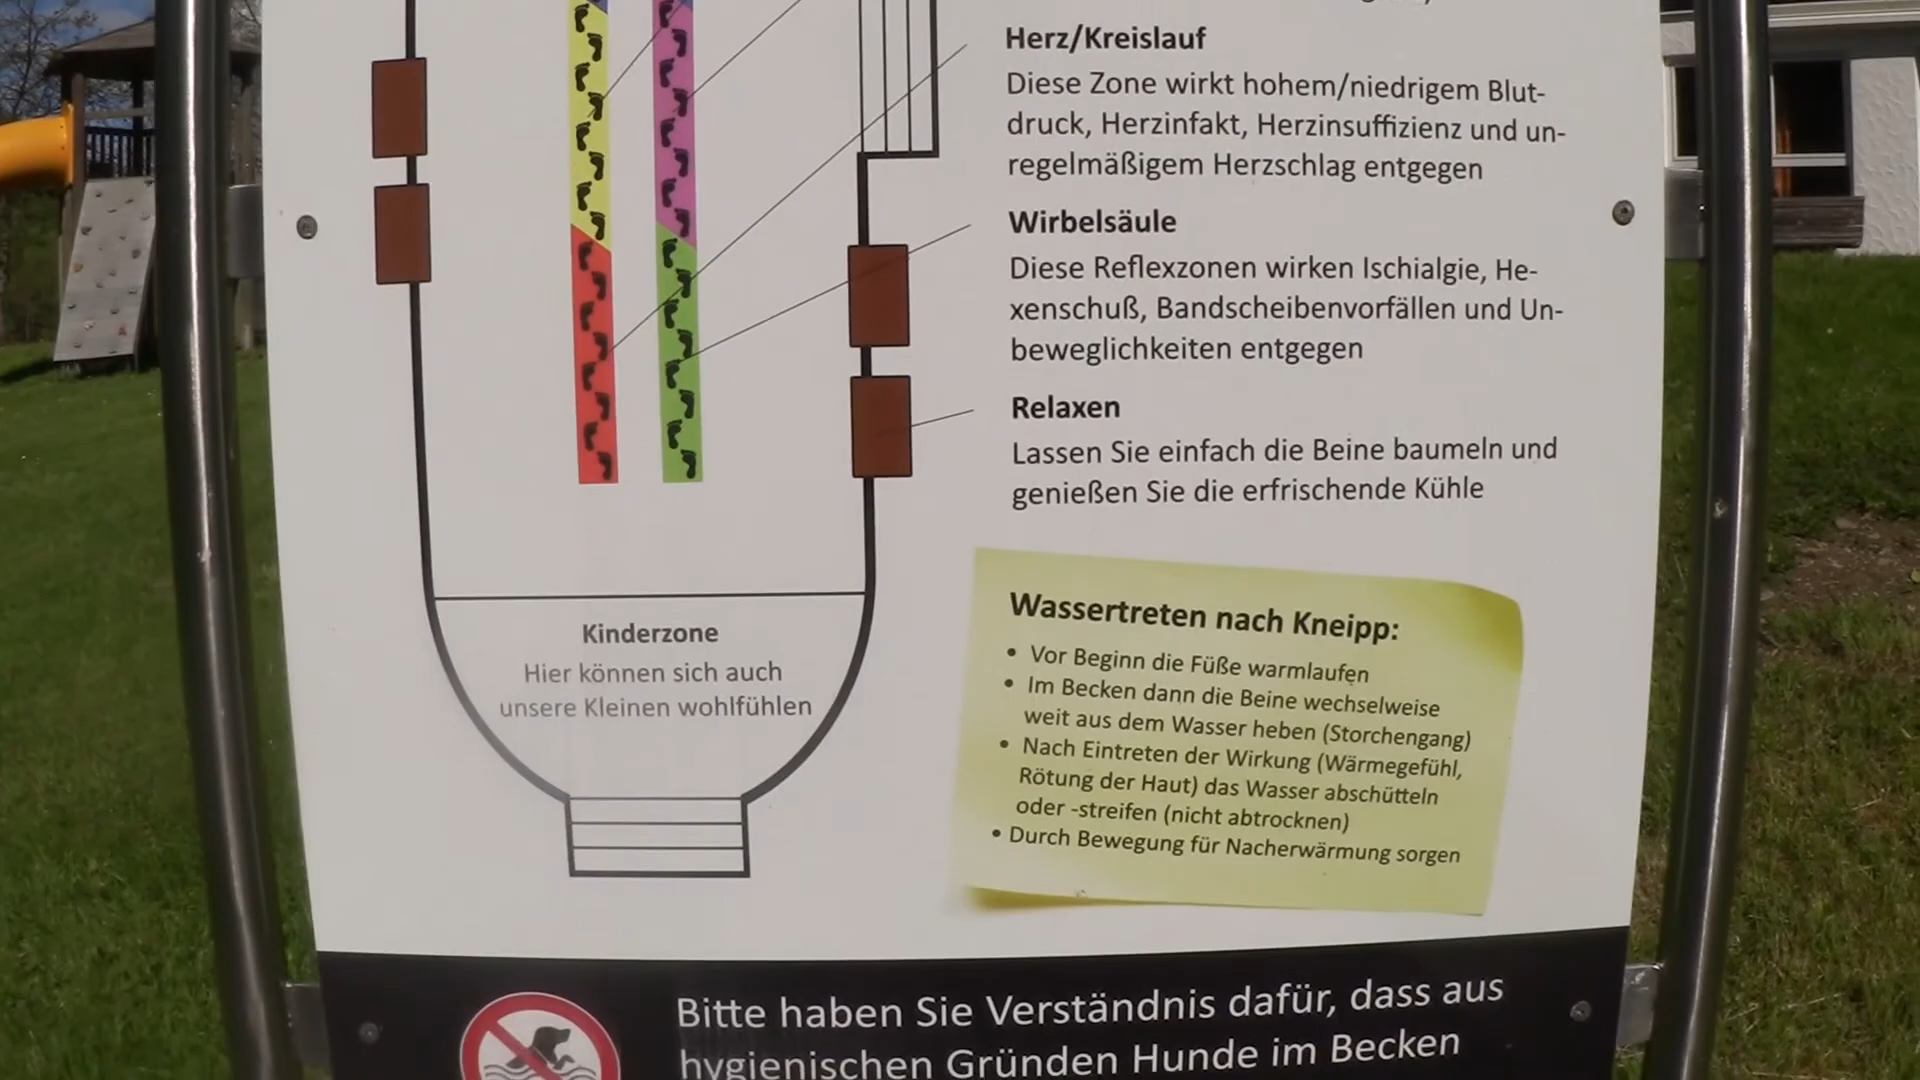 Herz/Kreislauf
Diese Zone wirkt hohem/niedrigem Blut-
druck, Herzinfakt, Herzinsuffizienz und un-
regelmäßigem Herzschlag entgegen
Wirbelsäule
Diese Reflexzonen wirken Ischialgie, He-
xenschuß, Bandscheibenvorfällen und Un-
beweglichkeiten entgegen
Relaxen
Lassen Sie einfach die Beine baumeln und
genießen Sie die erfrischende Kühle
Kinderzone
Hier können sich auch
unsere Kleinen wohlfühlen
Wassertreten nach Kneipp:
• Vor Beginn die Füße warmlaufen
• Im Becken dann die Beine wechselweise
weit aus dem Wasser heben (Storchengang)
• Nach Eintreten der Wirkung (Wärmegefühl,
Rötung der Haut) das Wasser abschütteln
oder -streifen (nicht abtrocknen)
• Durch Bewegung für Nacherwärmung sorgen
Bitte haben Sie Verständnis dafür, dass aus
hygienischen Gründen Hunde im Becken